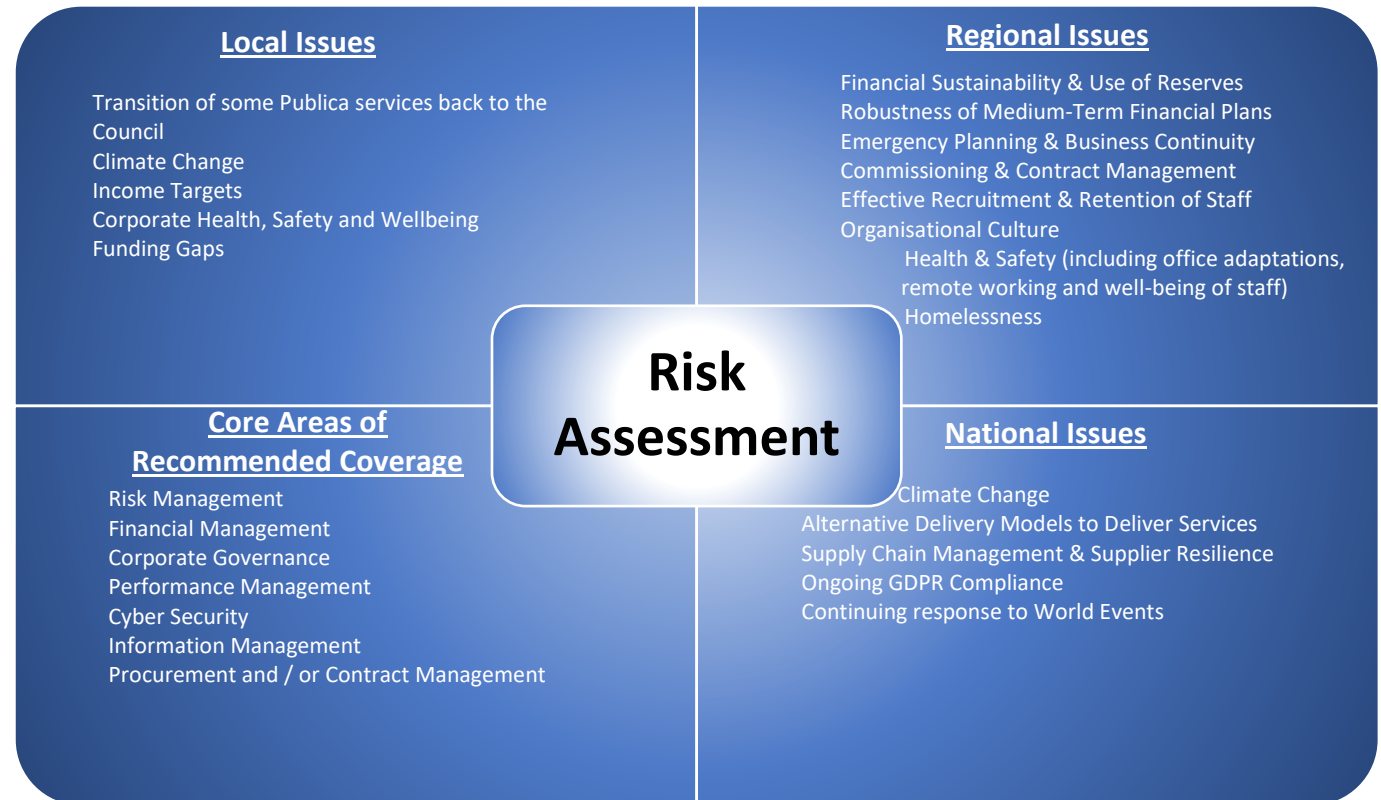 Local Issues
Transition of some Publica services back to the
Council
Climate Change
Income Targets
Corporate Health, Safety and Wellbeing
Funding Gaps
Regional Issues
Financial Sustainability & Use of Reserves
Robustness of Medium-Term Financial Plans
Emergency Planning & Business Continuity
Commissioning & Contract Management
Effective Recruitment & Retention of Staff
Organisational Culture
Health & Safety (including office adaptations,
remote working and well-being of staff)
Homelessness
Risk
Assessment
Core Areas of
Recommended Coverage
Risk Management
Financial Management
Corporate Governance
Performance Management
Cyber Security
Information Management
Procurement and / or Contract Management
National Issues
Climate Change
Alternative Delivery Models to Deliver Services
Supply Chain Management & Supplier Resilience
Ongoing GDPR Compliance
Continuing response to World Events